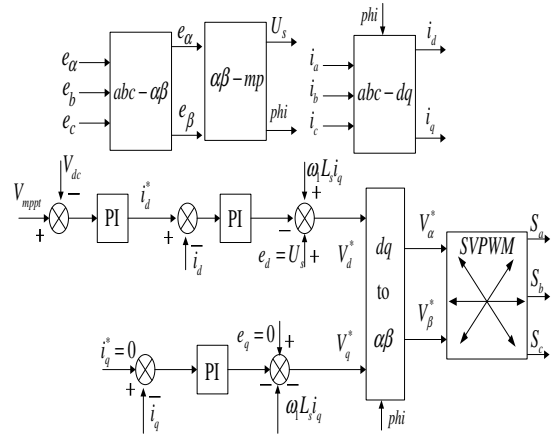 phi
e_α
U_s
i_d
e_α
e_b
e_c
abc−αβ
αβ−mp
i_a
i_b
i_c
abc−dq
e_β
phi
i_q
V_dc
ω_1L_si_q
V_mppt
−
i_d^*
+
V_α^*
S_a
+
PI
+
PI
−
dq
SVPWM
−
i_d
e_d=U_s
+
V_d^*
to
S_b
αβ
V_β^*
i_q^*=0
e_q=0
+
V_q^*
S_c
+
PI
−
−
−
i_q
ω_1L_si_q
phi